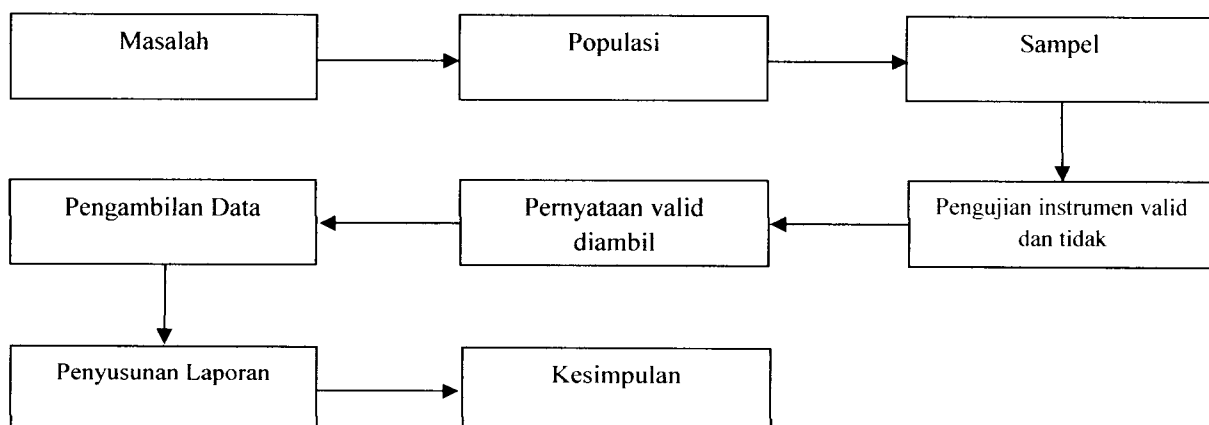 Masalah
Populasi
Sampel
Pengujian instrumen valid
dan tidak
Pernyataan valid
diambil
Pengambilan Data
Penyusunan Laporan
Kesimpulan